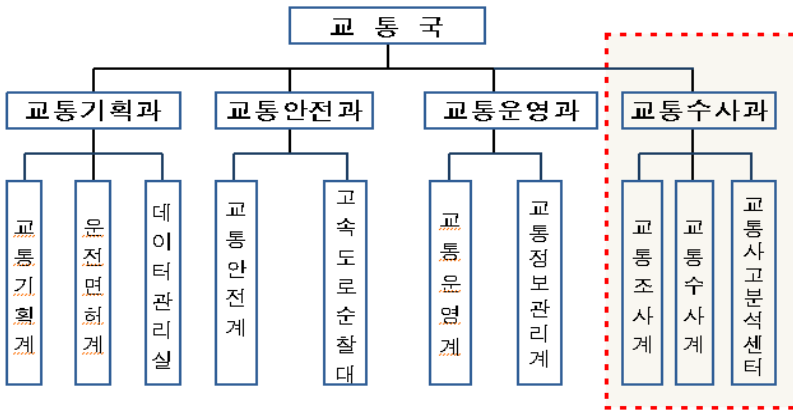 교 통 국
교통기획과
교통안전과
교통운영과
교통수사과
교통기획계
운전면허계
데이터관리실
교통안전계
고속도로순찰대
교통운영계
교통정보관리계
교통조사계
교통수사계
교통사고분석센터